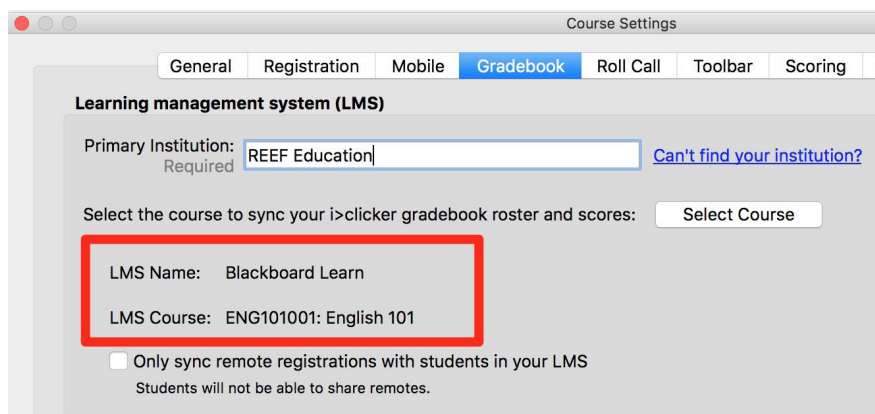 Course Settings
General Registration Mobile Gradebook Roll Call Toolbar Scoring
Learning management system (LMS)
Primary Institution: REEF Education Can't find your institution?
Required
Select the course to sync your i>clicker gradebook roster and scores: Select Course
LMS Name: Blackboard Learn
LMS Course: ENG101001: English 101
Only sync remote registrations with students in your LMS
Students will not be able to share remotes.